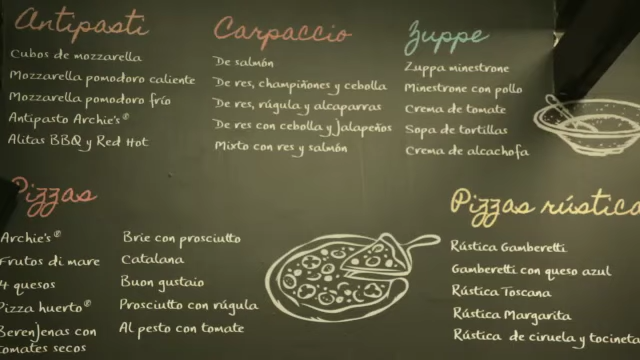 Antipasti
Cubos de mozzarella
Mozzarella pomodoro caliente
Mozzarella pomodoro frío
Antipasto Archie's®
Alitas BBQ y Red Hot
Carpaccio
De salmón
De res, champiñones y cebolla
De res, rúgula y alcaparras
De res con cebolla y jalapeños
Mixto con res y salmón
Zuppe
Zuppa minestrone
Minestrone con pollo
Crema de tomate
Sopa de tortillas
Crema de alcachofa
Pizzas
Archie's®
Frutos di mare
4 quesos
Pizza huerto®
Berenjenas con
tomates secos
Brie con prosciutto
Catalana
Buon gustaio
Prosciutto con rúgula
Al pesto con tomate
Pizzas rústica
Rústica Gamberetti
Gamberetti con queso azul
Rústica Toscana
Rústica Margarita
Rústica de ciruela y tocineta